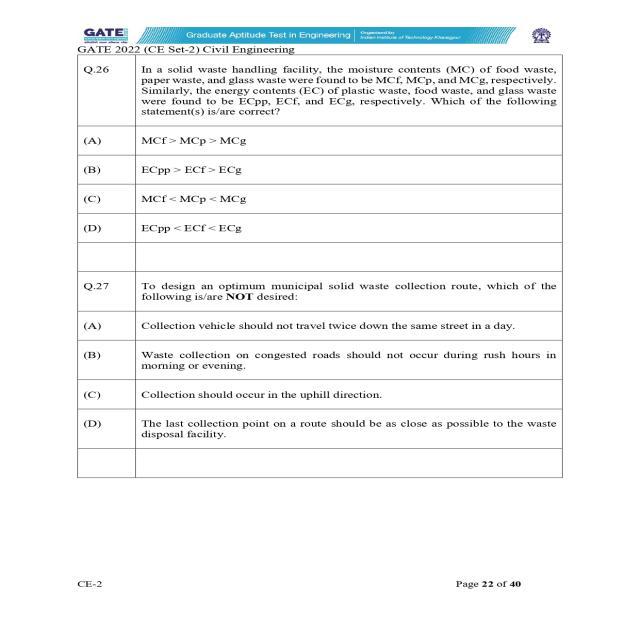 GATE
Graduate Aptitude Test in Engineering
Organised by
Indian Institute of Technology Kharagpur
GATE 2022 (CE Set-2) Civil Engineering
Q.26
In a solid waste handling facility, the moisture contents (MC) of food waste,
paper waste, and glass waste were found to be MCf, MCp, and MCg, respectively.
Similarly, the energy contents (EC) of plastic waste, food waste, and glass waste
were found to be ECpp, ECf, and ECg, respectively. Which of the following
statement(s) is/are correct?
(A)
MCf > MCp > MCg
(B)
ECpp > ECf > ECg
(C)
MCf < MCp < MCg
(D)
ECpp < ECf < ECg
Q.27
To design an optimum municipal solid waste collection route, which of the
following is/are NOT desired:
(A)
Collection vehicle should not travel twice down the same street in a day.
(B)
Waste collection on congested roads should not occur during rush hours in
morning or evening.
(C)
Collection should occur in the uphill direction.
(D)
The last collection point on a route should be as close as possible to the waste
disposal facility.
CE-2
Page 22 of 40